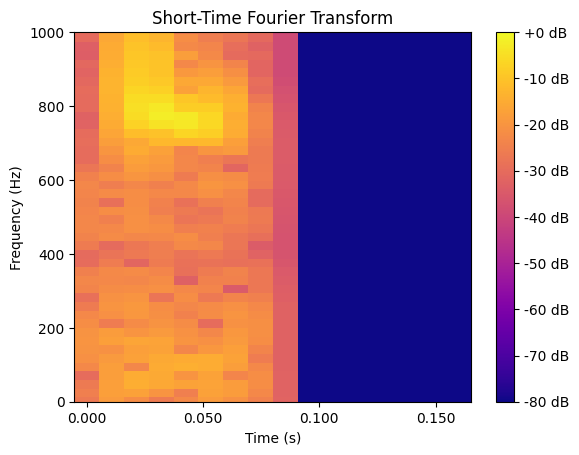 Short-Time Fourier Transform
Frequency (Hz)
1000
800
600
400
200
0
0.000
0.050
0.100
0.150
Time (s)
+0 dB
-10 dB
-20 dB
-30 dB
-40 dB
-50 dB
-60 dB
-70 dB
-80 dB